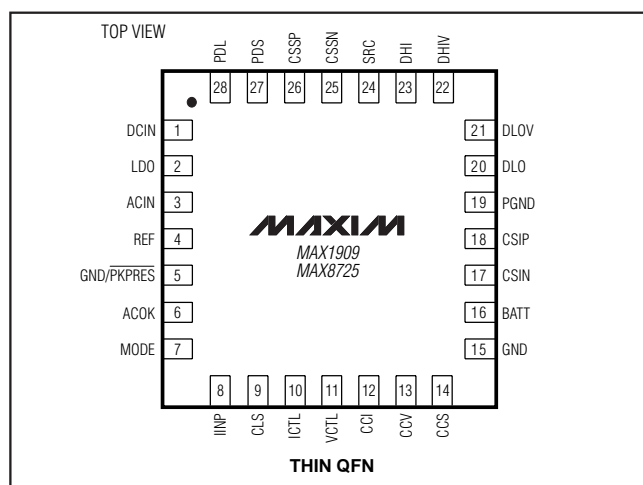 TOP VIEW
PDL
PDS
CSSP
CSSN
SRC
DHI
DHIV
28 27 26 25 24 23 22
DCIN 1
LDO 2
ACIN 3
REF 4
GND/PKPRES 5
ACOK 6
MODE 7
21 DLOV
20 DLO
19 PGND
18 CSIP
17 CSIN
16 BATT
15 GND
MAXIM
MAX1909
MAX8725
8 9 10 11 12 13 14
IINP
CLS
ICTL
VCTL
CCI
CCV
CCS
THIN QFN